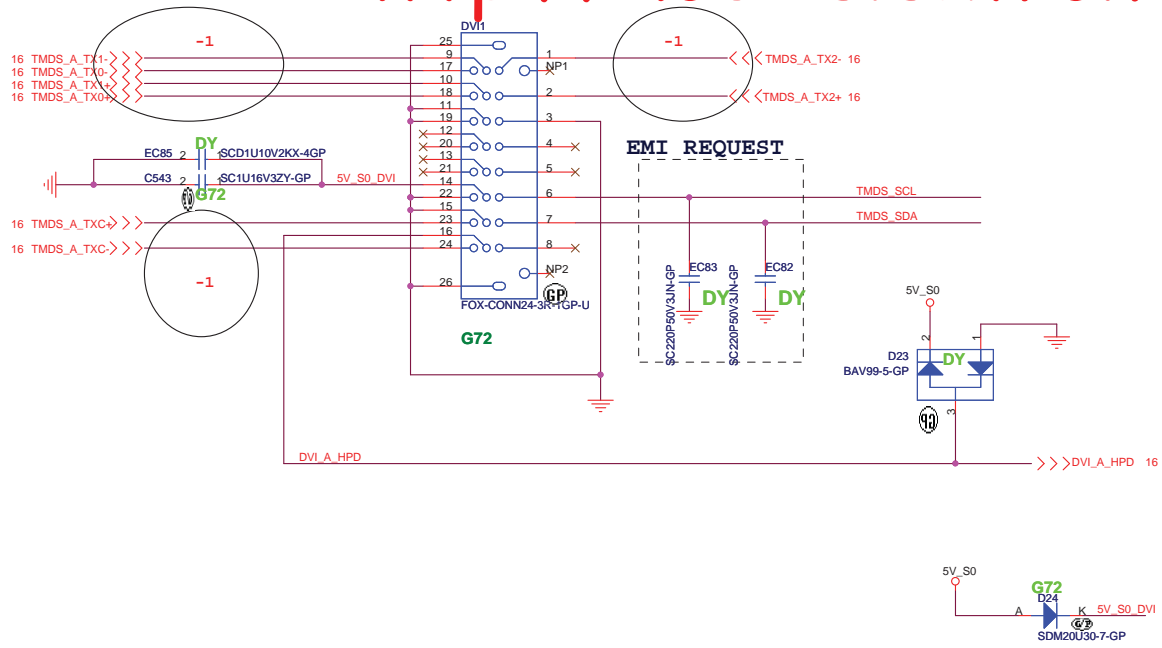 DVI1
-1
-1
16 TMDS_A_TX1-
16 TMDS_A_TX0-
16 TMDS_A_TX1+
16 TMDS_A_TX0+
25
9
17
10
18
11
19
12
20
13
21
14
22
15
23
16
24
26
1
NP1
2
3
4
5
6
7
8
NP2
TMDS_A_TX2- 16
TMDS_A_TX2+ 16
DY
EC85 2 1 SCD1U10V2KX-4GP
C543 2 1 SC1U16V3ZY-GP
5V_S0_DVI
G72
EMI REQUEST
TMDS_SCL
TMDS_SDA
16 TMDS_A_TXC+
16 TMDS_A_TXC-
-1
FOX-CONN24-3R-1GP-U
GP
G72
EC83
DY
SC220P50V3JN-GP
EC82
DY
SC220P50V3JN-GP
5V_S0
2
1
D23
DY
BAV99-5-GP
3
GP
DVI_A_HPD
DVI_A_HPD 16
5V_S0
G72
D24
A
K
5V_S0_DVI
GP
SDM20U30-7-GP